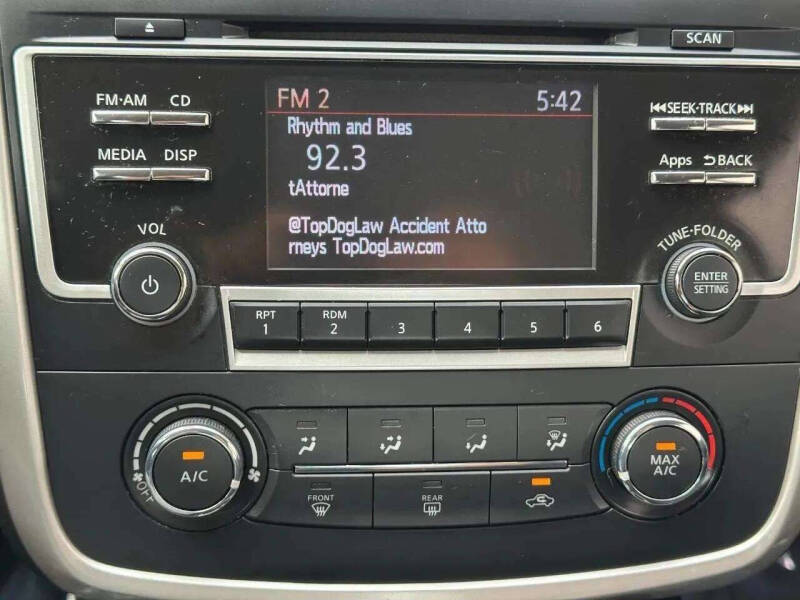 SCAN
FM·AM CD
MEDIA DISP
VOL
FM 2 5:42
Rhythm and Blues
92.3
tAttorne
@TopDogLaw Accident Atto
rneys TopDogLaw.com
SEEK·TRACK
Apps BACK
TUNE·FOLDER
ENTER
SETTING
RPT RDM
1 2 3 4 5 6
OFF
A/C
FRONT REAR
MAX
A/C